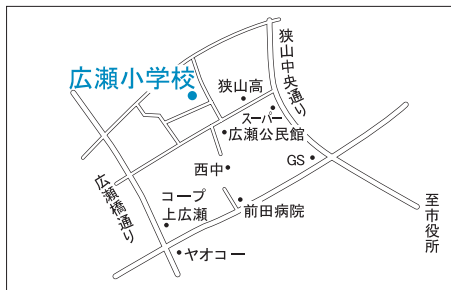 広瀬小学校
狭山高
狭山中央通り
スーパー
広瀬公民館
西中
GS
広瀬橋通り
コープ
上広瀬
前田病院
ヤオコー
至市役所